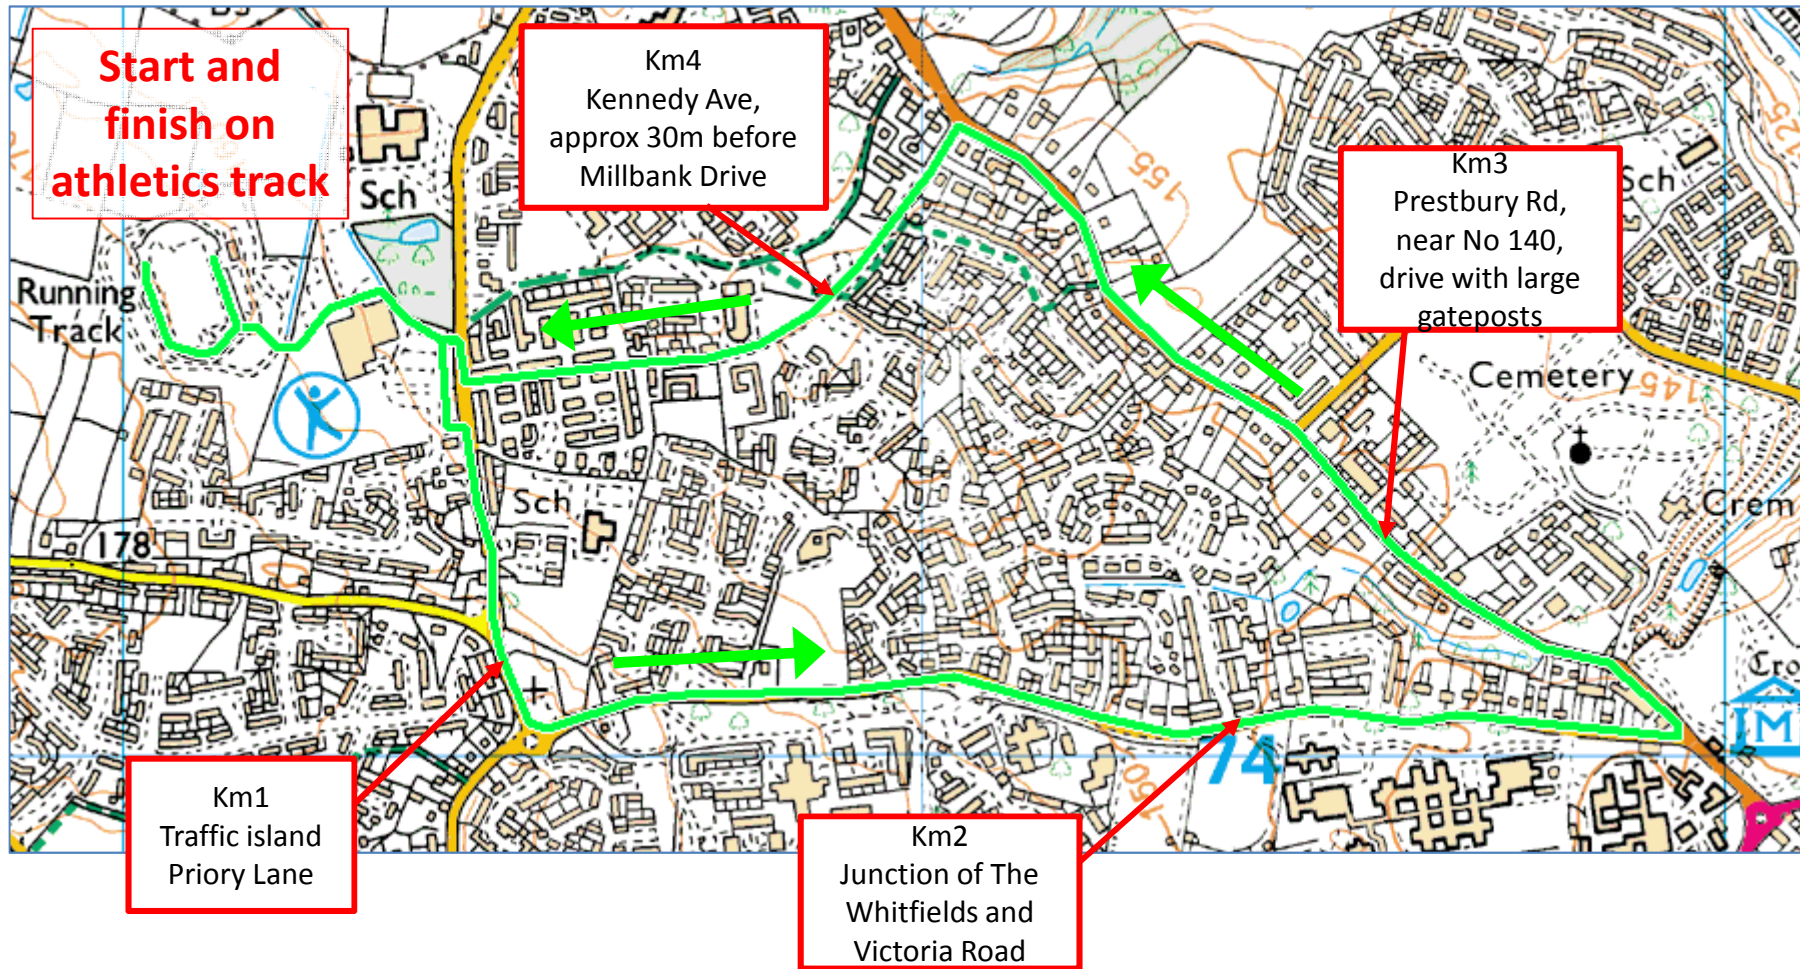 Start and
finish on
athletics track
Km4
Kennedy Ave,
approx 30m before
Millbank Drive
Km3
Prestbury Rd,
near No 140,
drive with large
gateposts
Sch
Sch
155
125
Running
Track
Cemetery
145
Sch
Crem
178
74
150
M
Km1
Traffic island
Priory Lane
Km2
Junction of The
Whitfields and
Victoria Road